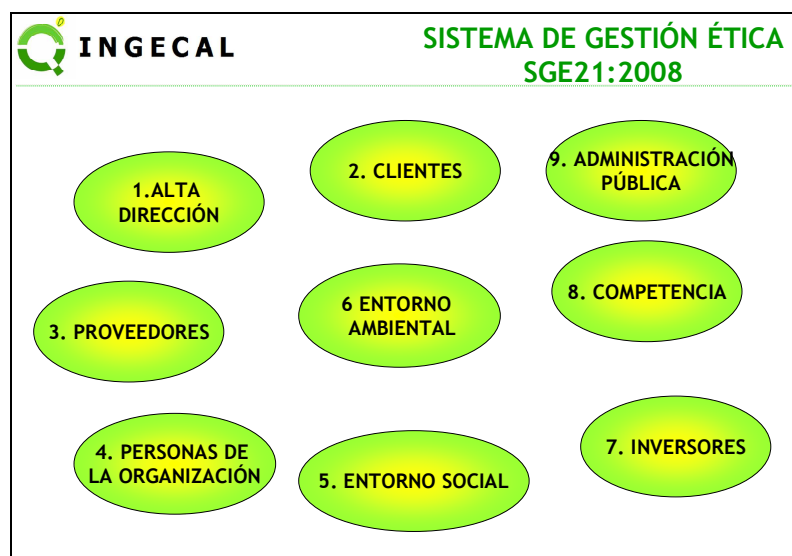 INGECAL
SISTEMA DE GESTIÓN ÉTICA
SGE21:2008
1.ALTA
DIRECCIÓN
2. CLIENTES
9. ADMINISTRACIÓN
PÚBLICA
3. PROVEEDORES
6 ENTORNO
AMBIENTAL
8. COMPETENCIA
4. PERSONAS DE
LA ORGANIZACIÓN
5. ENTORNO SOCIAL
7. INVERSORES